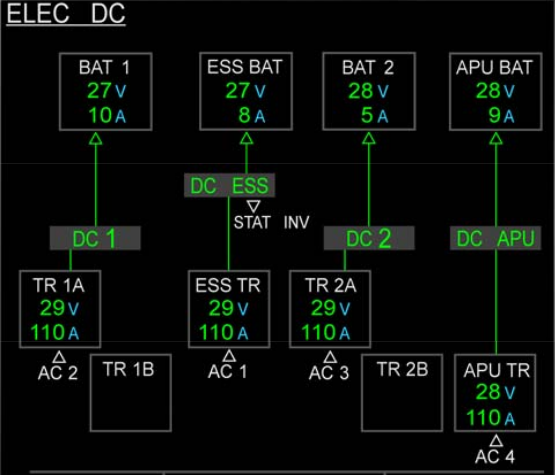 ELEC DC
BAT 1
27 V
10 A
ESS BAT
27 V
8 A
BAT 2
28 V
5 A
APU BAT
28 V
9 A
DC ESS
STAT INV
DC 1
DC 2
DC APU
TR 1A
29 V
110 A
ESS TR
29 V
110 A
TR 2A
29 V
110 A
AC 2
TR 1B
AC 1
AC 3
TR 2B
APU TR
28 V
110 A
AC 4